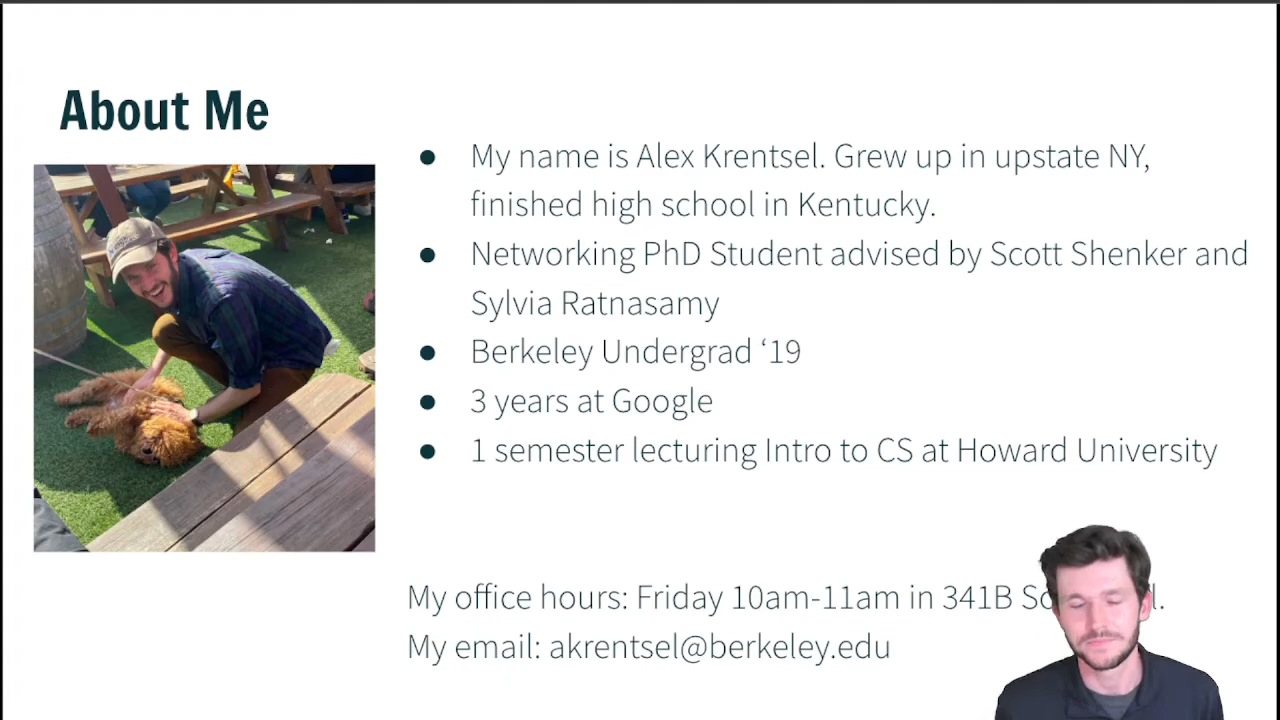 About Me
● My name is Alex Krentsel. Grew up in upstate NY,
finished high school in Kentucky.
● Networking PhD Student advised by Scott Shenker and
Sylvia Ratnasamy
● Berkeley Undergrad ‘19
● 3 years at Google
● 1 semester lecturing Intro to CS at Howard University
My office hours: Friday 10am-11am in 341B
My email: akrentsel@berkeley.edu